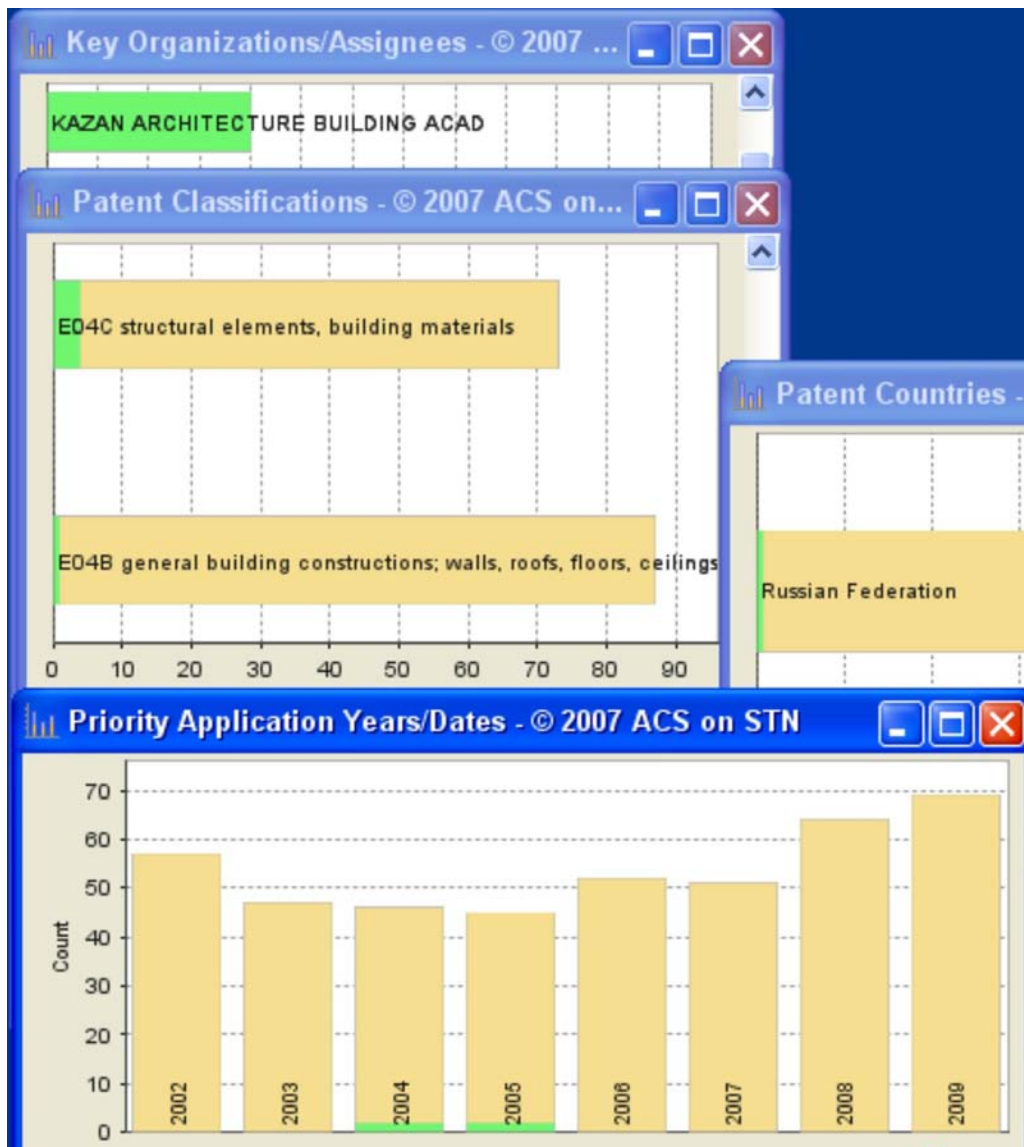 Key Organizations/Assignees - © 2007 ...
KAZAN ARCHITECTURE BUILDING ACAD
Patent Classifications - © 2007 ACS on...
E04C structural elements, building materials
E04B general building constructions; walls, roofs, floors, ceilings
0 10 20 30 40 50 60 70 80 90
Patent Countries -
Russian Federation
Priority Application Years/Dates - © 2007 ACS on STN
Count
70
60
50
40
30
20
10
0
2002 2003 2004 2005 2006 2007 2008 2009